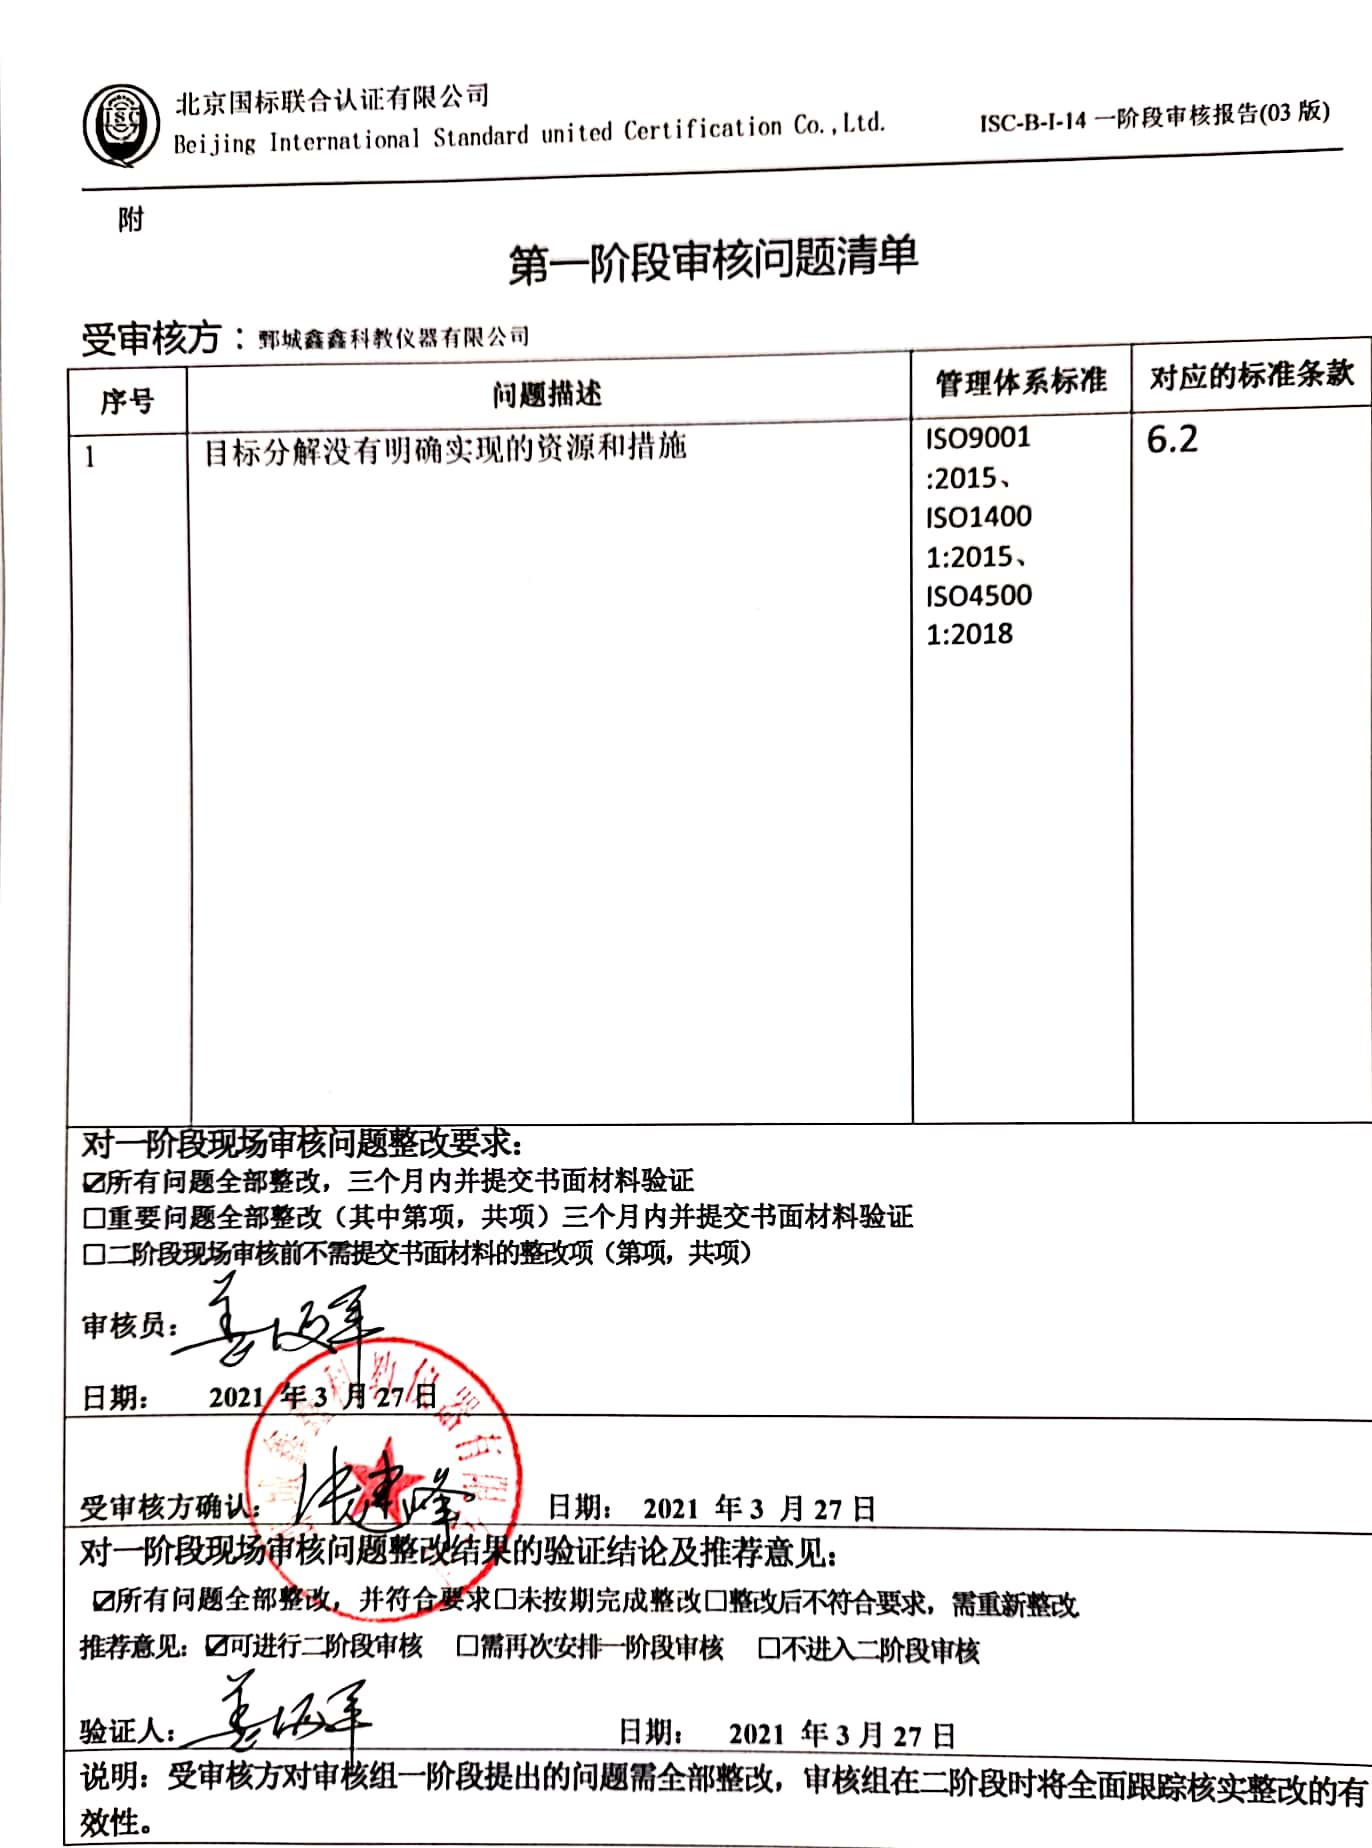 ISC
北京国标联合认证有限公司
Beijing International Standard united Certification Co.,Ltd.
ISC-B-I-14 一阶段审核报告(03 版)
附
第一阶段审核问题清单
受审核方：鄄城鑫鑫科教仪器有限公司
序号 问题描述 管理体系标准 对应的标准条款
1 目标分解没有明确实现的资源和措施
ISO9001
:2015、
ISO1400
1:2015、
ISO4500
1:2018
6.2
对一阶段现场审核问题整改要求：
☑所有问题全部整改，三个月内并提交书面材料验证
□重要问题全部整改（其中第项，共项）三个月内并提交书面材料验证
□二阶段现场审核前不需提交书面材料的整改项（第项，共项）
审核员：
日期： 2021 年 3 月 27 日
受审核方确认： 张建峰 日期： 2021 年 3 月 27 日
对一阶段现场审核问题整改结果的验证结论及推荐意见：
☑所有问题全部整改，并符合要求□未按期完成整改□整改后不符合要求，需重新整改
推荐意见：☑可进行二阶段审核 □需再次安排一阶段审核 □不进入二阶段审核
验证人： 日期： 2021 年 3 月 27 日
说明：受审核方对审核组一阶段提出的问题需全部整改，审核组在二阶段时将全面跟踪核实整改的有
效性。